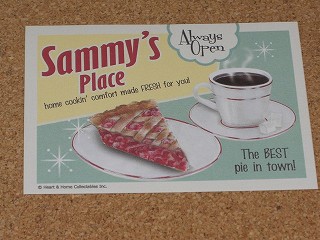 Sammy's
Place
Always
Open
home cookin' comfort made FRESH for you!
The BEST
pie in town!
© Heart & Home Collectables Inc.